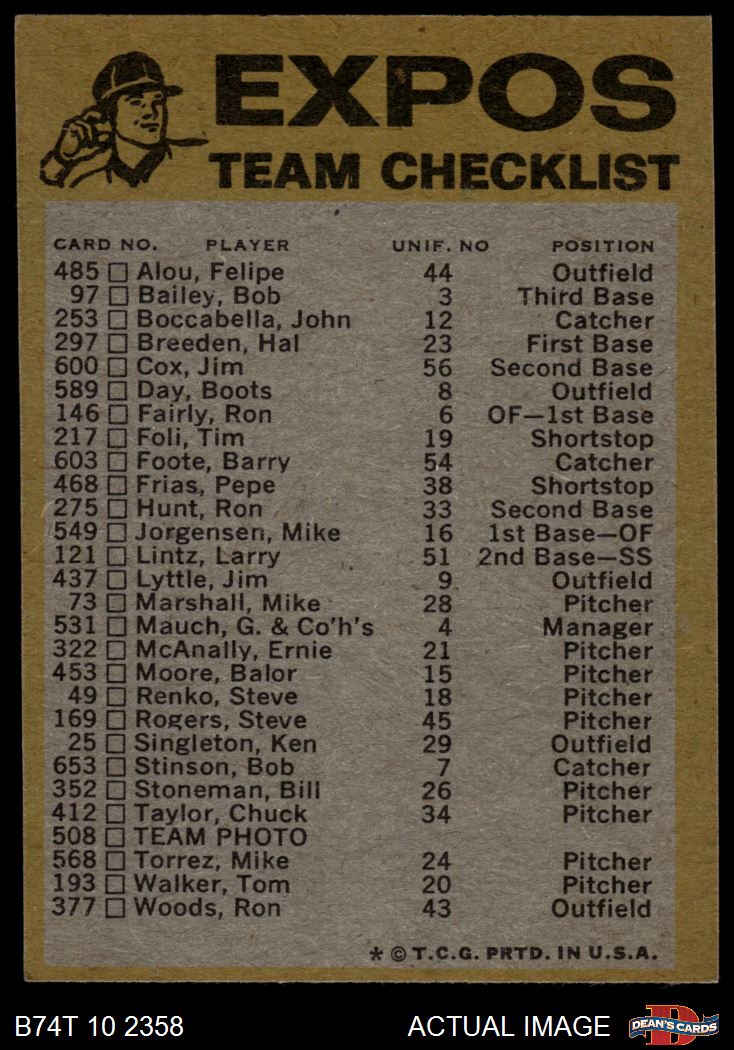 EXPOS
TEAM CHECKLIST
CARD NO. PLAYER UNIF. NO POSITION
485 Alou, Felipe 44 Outfield
97 Bailey, Bob 3 Third Base
253 Boccabella, John 12 Catcher
297 Breeden, Hal 23 First Base
600 Cox, Jim 56 Second Base
589 Day, Boots 8 Outfield
146 Fairly, Ron 6 OF—1st Base
217 Foli, Tim 19 Shortstop
603 Foote, Barry 54 Catcher
468 Frias, Pepe 38 Shortstop
275 Hunt, Ron 33 Second Base
549 Jorgensen, Mike 16 1st Base—OF
121 Lintz, Larry 51 2nd Base—SS
437 Lyttle, Jim 9 Outfield
73 Marshall, Mike 28 Pitcher
531 Mauch, G. & Co'h's 4 Manager
322 McAnally, Ernie 21 Pitcher
453 Moore, Balor 15 Pitcher
49 Renko, Steve 18 Pitcher
169 Rogers, Steve 45 Pitcher
25 Singleton, Ken 29 Outfield
653 Stinson, Bob 7 Catcher
352 Stoneman, Bill 26 Pitcher
412 Taylor, Chuck 34 Pitcher
508 TEAM PHOTO
568 Torrez, Mike 24 Pitcher
193 Walker, Tom 20 Pitcher
377 Woods, Ron 43 Outfield
* © T.C.G. PRTD. IN U.S.A.
B74T 10 2358 ACTUAL IMAGE D DEAN'S CARDS